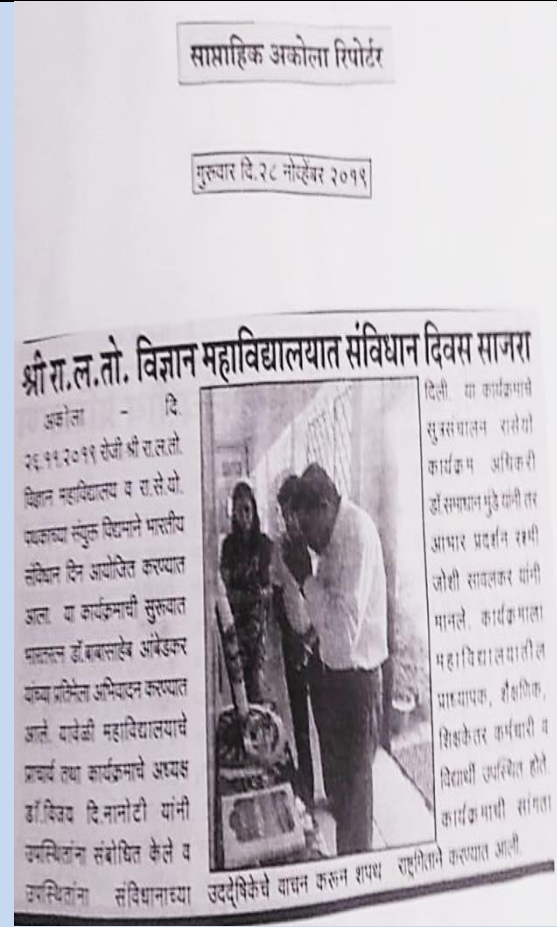 साप्ताहिक अकोला रिपोर्टर
गुरुवार दि.२८ नोव्हेंबर २०१९
श्री रा.ल.तो. विज्ञान महाविद्यालयात संविधान दिवस साजरा
अकोला - दि.
२६.११.२०१९ रोजी श्री रा.ल.तो.
विज्ञान महाविद्यालय व रा.से.यो.
पथकाच्या संयुक्त विद्यमाने भारतीय
संविधान दिन आयोजित करण्यात
आला. या कार्यक्रमाची सुरूवात
भारतरत्न डॉ.बाबासाहेब आंबेडकर
यांच्या प्रतिमेला अभिवादन करण्यात
आले. यावेळी महाविद्यालयाचे
प्राचार्य तथा कार्यक्रमाचे अध्यक्ष
डॉ.विजय दि.नानोटी यांनी
उपस्थितांना संबोधित केले व
उपस्थितांना संविधानाच्या
उददेषिकेचे वाचन करून शपथ
दिली. या कार्यक्रमाचे
सुत्रसंचालन रासेयो
कार्यक्रम अधिकरी
डॉ समाधान मुंडे यांनी तर
आभार प्रदर्शन रश्मी
जोशी सावलकर यांनी
मानले. कार्यक्रमाला
महाविद्यालयातील
प्राध्यापक, शैक्षणिक,
शिक्षकेतर कर्मचारी व
विद्यार्थी उपस्थित होते.
कार्यक्रमाची सांगता
राष्ट्रगिताने करण्यात आली.